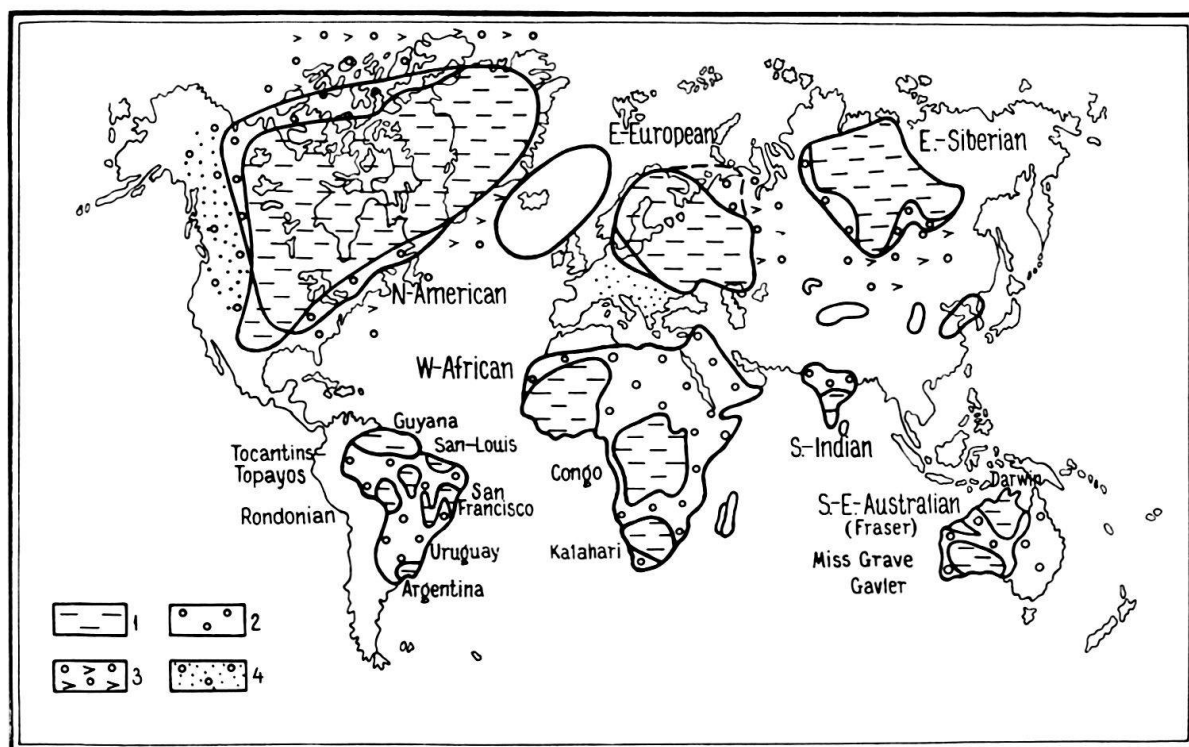 E.-European
E.-Siberian
N-American
W-African
Guyana
San-Louis
Tocantins
Topayos
Congo
S.-Indian
San
Francisco
Darwin
Rondonian
S.-E.-Australian
(Fraser)
Uruguay
Kalahari
Miss Grave
Gavler
Argentina
1
2
3
4